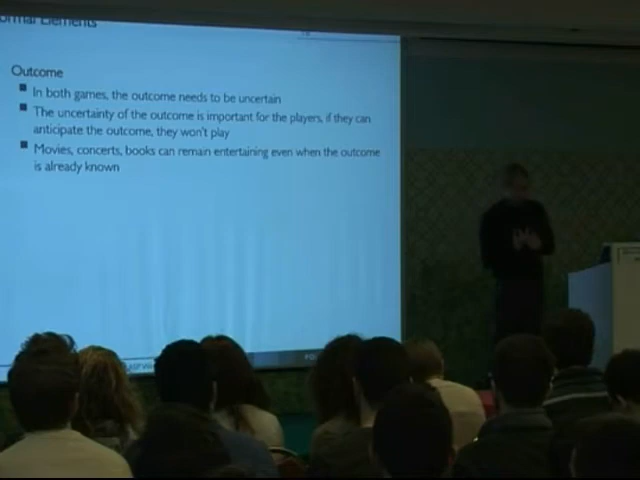 Formal Elements
Outcome
In both games, the outcome needs to be uncertain
The uncertainty of the outcome is important for the players, if they can
anticipate the outcome, they won't play
Movies, concerts, books can remain entertaining even when the outcome
is already known